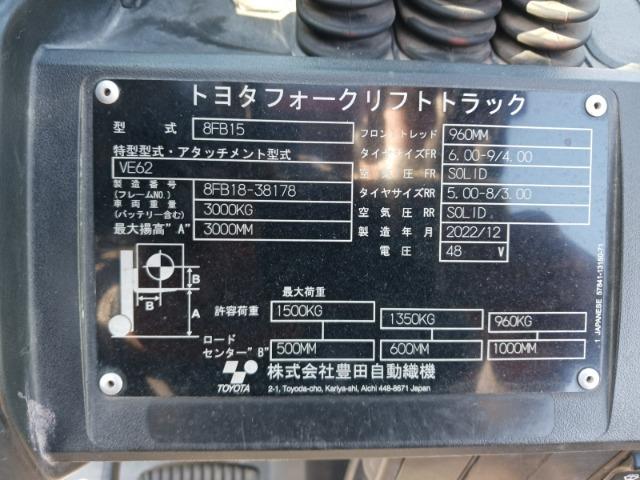 トヨタフォークリフトトラック
型 式 8FB15
フロントトレッド 960MM
特型型式・アタッチメント型式
VE62
タイヤサイズFR 6.00-9/4.00
空気圧FR SOLID
製造番号 (フレームNO.) 8FB18-38178
タイヤサイズRR 5.00-8/3.00
車両重量 (バッテリー含む) 3000KG
空気圧RR SOLID
最大揚高"A" 3000MM
製造年月 2022/12
電圧 48 V
B
B
A
最大荷重
許容荷重 1500KG 1350KG 960KG
ロードセンター"B" 500MM 600MM 1000MM
TOYOTA
株式会社豊田自動織機
2-1, Toyoda-cho, Kariya-shi, Aichi 448-8671 Japan
1 JAPANESE 57841-13150-71